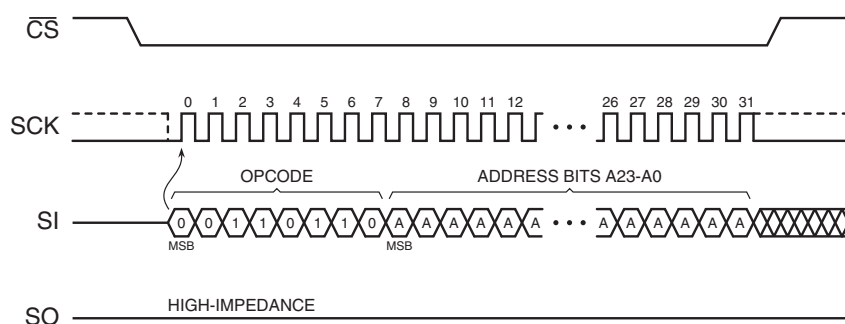 CS
0 1 2 3 4 5 6 7 8 9 10 11 12 26 27 28 29 30 31
SCK
OPCODE ADDRESS BITS A23-A0
SI 0 0 1 1 0 1 1 0 A A A A A A A A A A A A
MSB MSB
HIGH-IMPEDANCE
SO